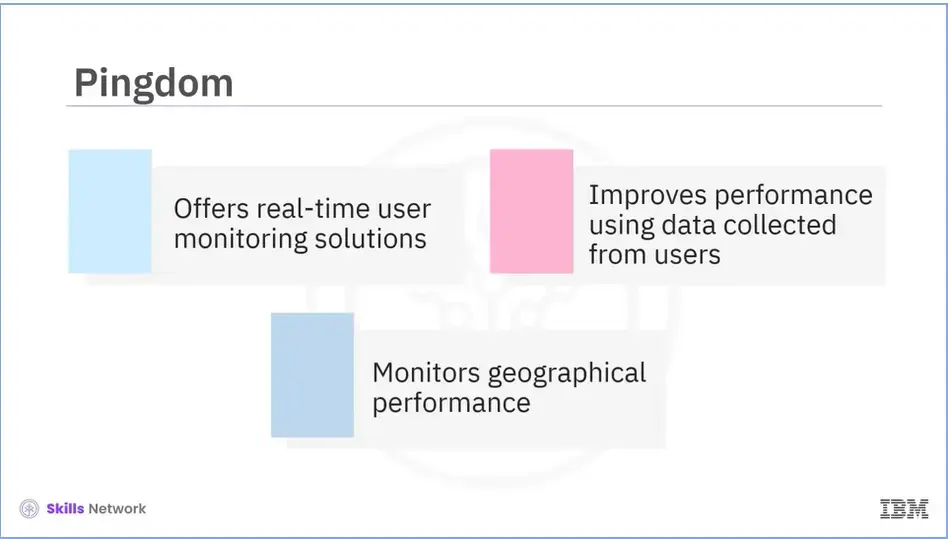 Pingdom
Offers real-time user
monitoring solutions
Improves performance
using data collected
from users
Monitors geographical
performance
Skills Network
IBM